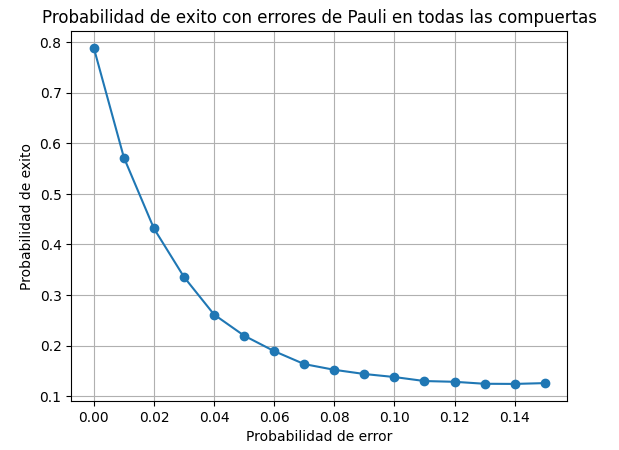 Probabilidad de exito con errores de Pauli en todas las compuertas
0.8
0.7
0.6
0.5
0.4
0.3
0.2
0.1
Probabilidad de exito
0.00 0.02 0.04 0.06 0.08 0.10 0.12 0.14
Probabilidad de error